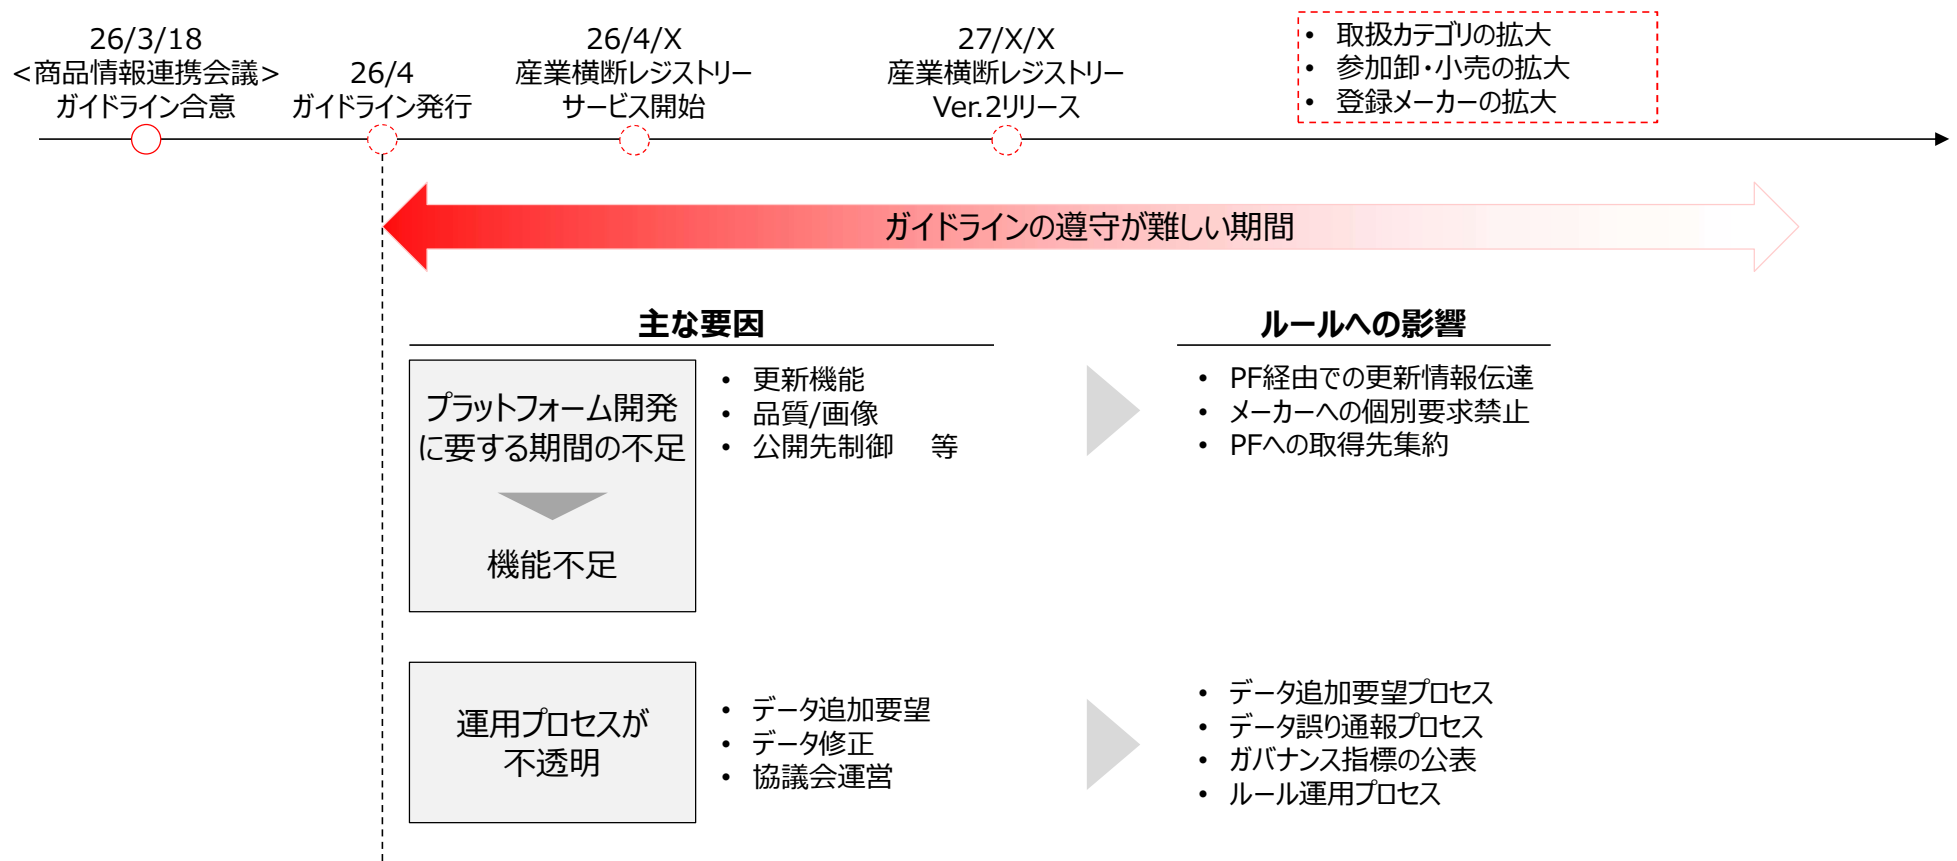 26/3/18
<商品情報連携会議>
ガイドライン合意
26/4
ガイドライン発行
26/4/X
産業横断レジストリー
サービス開始
27/X/X
産業横断レジストリー
Ver.2リリース
• 取扱カテゴリの拡大
• 参加卸・小売の拡大
• 登録メーカーの拡大
ガイドラインの遵守が難しい期間
主な要因
ルールへの影響
プラットフォーム開発
に要する期間の不足
機能不足
• 更新機能
• 品質/画像
• 公開先制御　等
• PF経由での更新情報伝達
• メーカーへの個別要求禁止
• PFへの取得先集約
運用プロセスが
不透明
• データ追加要望
• データ修正
• 協議会運営
• データ追加要望プロセス
• データ誤り通報プロセス
• ガバナンス指標の公表
• ルール運用プロセス